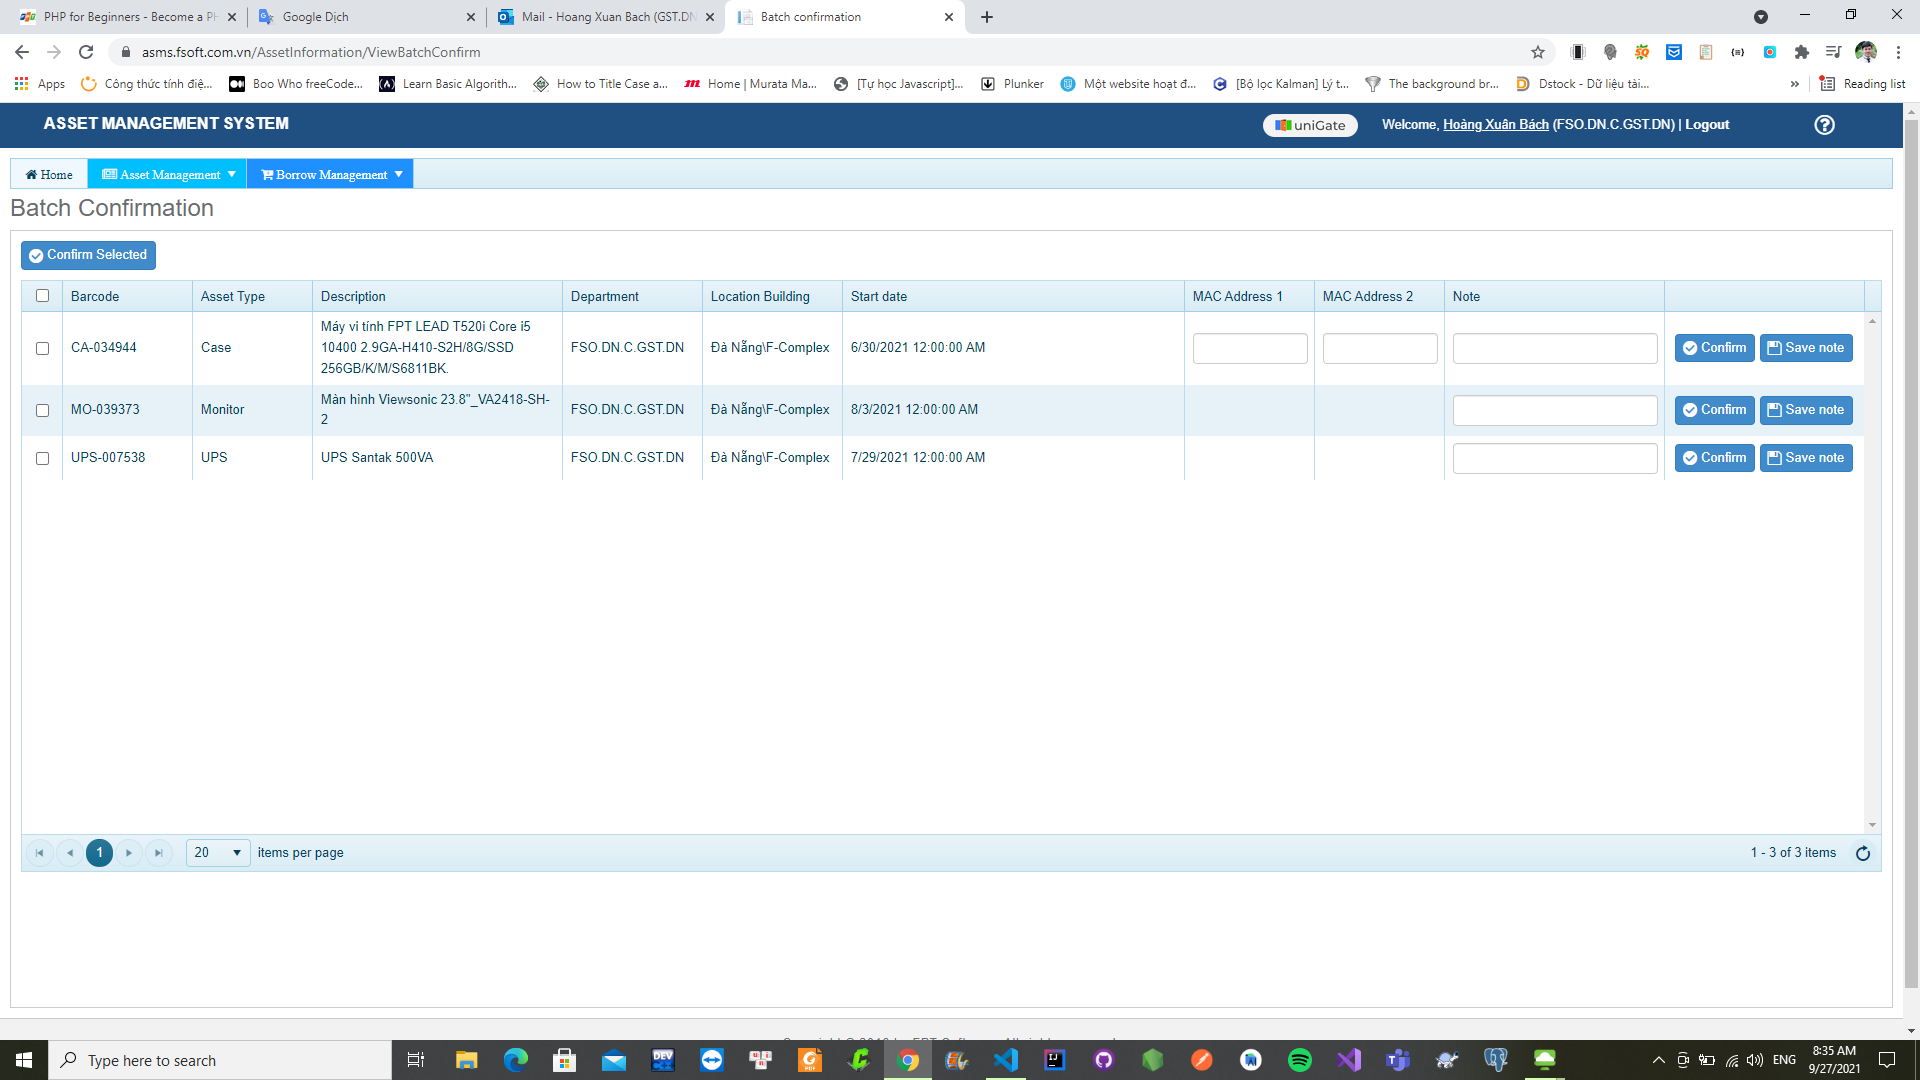 PHP for Beginners - Become a PH
Google Dịch
Mail - Hoang Xuan Bach (GST.DN
Batch confirmation
asms.fsoft.com.vn/AssetInformation/ViewBatchConfirm
Apps
Công thức tính điệ...
Boo Who freeCode...
Learn Basic Algorith...
How to Title Case a...
Home | Murata Ma...
[Tự học Javascript]...
Plunker
Một website hoạt đ...
[Bộ lọc Kalman] Lý t...
The background br...
Dstock - Dữ liệu tài...
»
Reading list
ASSET MANAGEMENT SYSTEM
uniGate
Welcome, Hoàng Xuân Bách (FSO.DN.C.GST.DN) | Logout
Home
Asset Management
Borrow Management
Batch Confirmation
Confirm Selected
Barcode Asset Type Description Department Location Building Start date MAC Address 1 MAC Address 2 Note
Máy vi tính FPT LEAD T520i Core i5
CA-034944 Case 10400 2.9GA-H410-S2H/8G/SSD FSO.DN.C.GST.DN Đà Nẵng\F-Complex 6/30/2021 12:00:00 AM Confirm Save note
256GB/K/M/S6811BK.
Màn hình Viewsonic 23.8"_VA2418-SH-
MO-039373 Monitor FSO.DN.C.GST.DN Đà Nẵng\F-Complex 8/3/2021 12:00:00 AM Confirm Save note
2
UPS-007538 UPS UPS Santak 500VA FSO.DN.C.GST.DN Đà Nẵng\F-Complex 7/29/2021 12:00:00 AM Confirm Save note
1
20
items per page
1 - 3 of 3 items
Type here to search
DEV
IJ
ENG
8:35 AM
9/27/2021